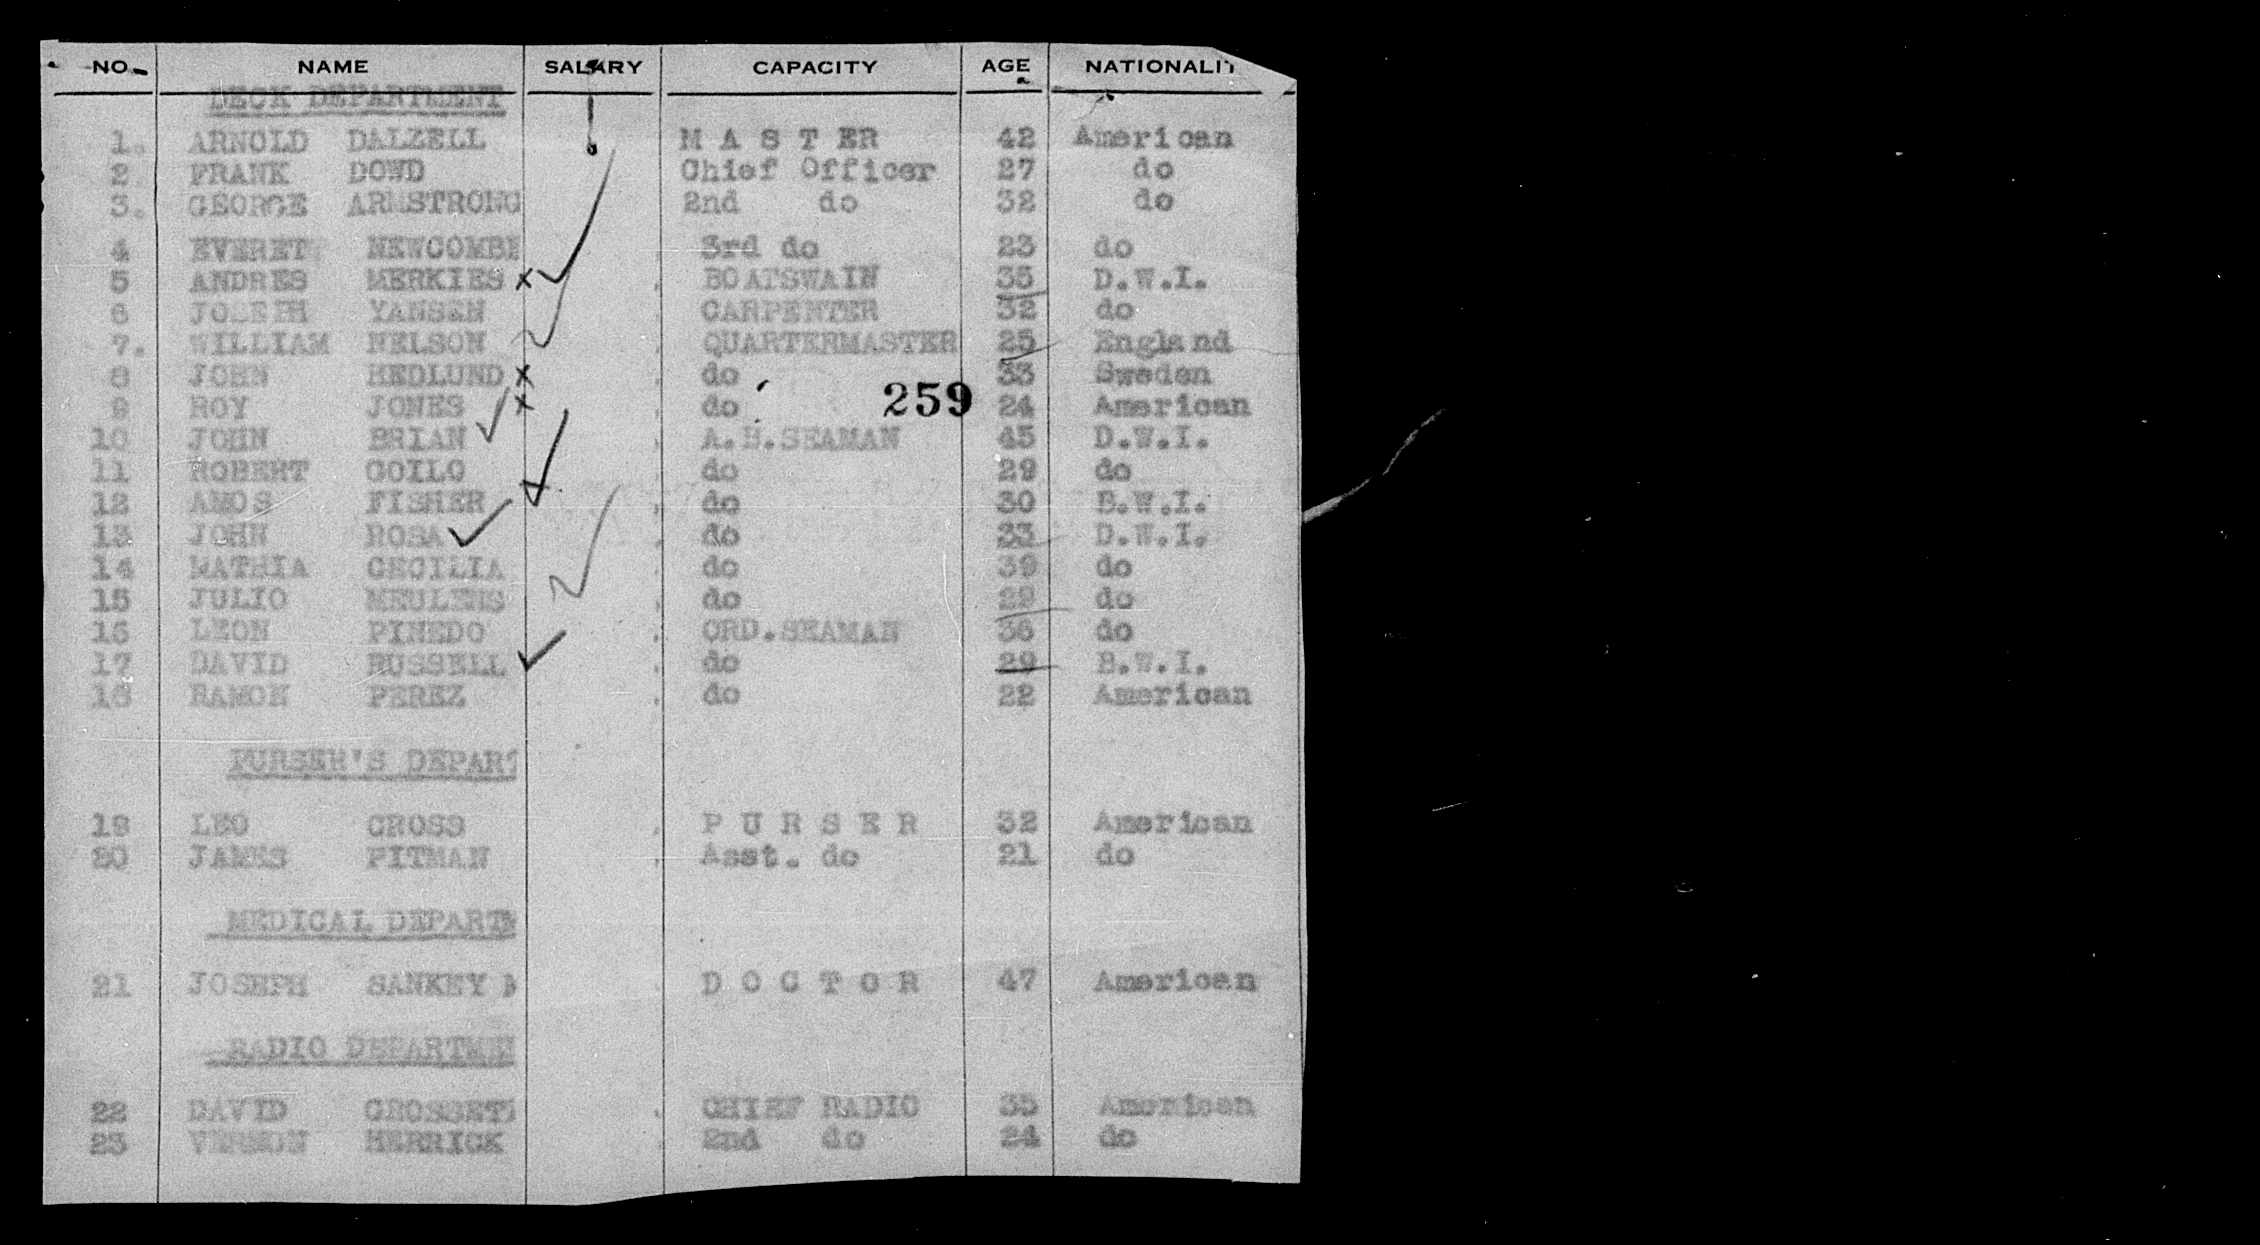 NO. NAME SALARY CAPACITY AGE NATIONALIT
DECK DEPARTMENT
1. ARNOLD DALZELL M A S T ER 42 American
2. FRANK DOWD Chief Officer 27 do
3. GEORGE ARMSTRONG 2nd do 32 do
4 EVERET NEWCOMBE 3rd do 23 do
5 ANDRES MERKIES x BOATSWAIN 35 D.W.I.
6 JOSEPH YANSEN CARPENTER 32 do
7. WILLIAM NELSON QUARTERMASTER 25 England
8 JOHN HEDLUND x do 33 Sweden
259
9 ROY JONES x do 24 American
10 JOHN BRIAN A.B.SEAMAN 45 D.W.I.
11 ROBERT GOILO do 29 do
12 AMOS FISHER do 30 B.W.I.
13 JOHN ROSA do 33 D.W.I.
14 MATHIA CECILIA do 39 do
15 JULIO MEULENS do 29 do
16 LEON PINEDO ORD.SEAMAN 36 do
17 DAVID RUSSELL do 29 B.W.I.
18 RAMON PEREZ do 22 American
PURSER'S DEPART
19 LEO GROSS P U R S E R 32 American
20 JAMES PITMAN Asst. do 21 do
MEDICAL DEPARTM
21 JOSEPH SANKEY D O C T O R 47 American
RADIO DEPARTMEN
22 DAVID GROSSETT CHIEF RADIO 35 American
23 VERNON HERRICK 2nd do 24 do